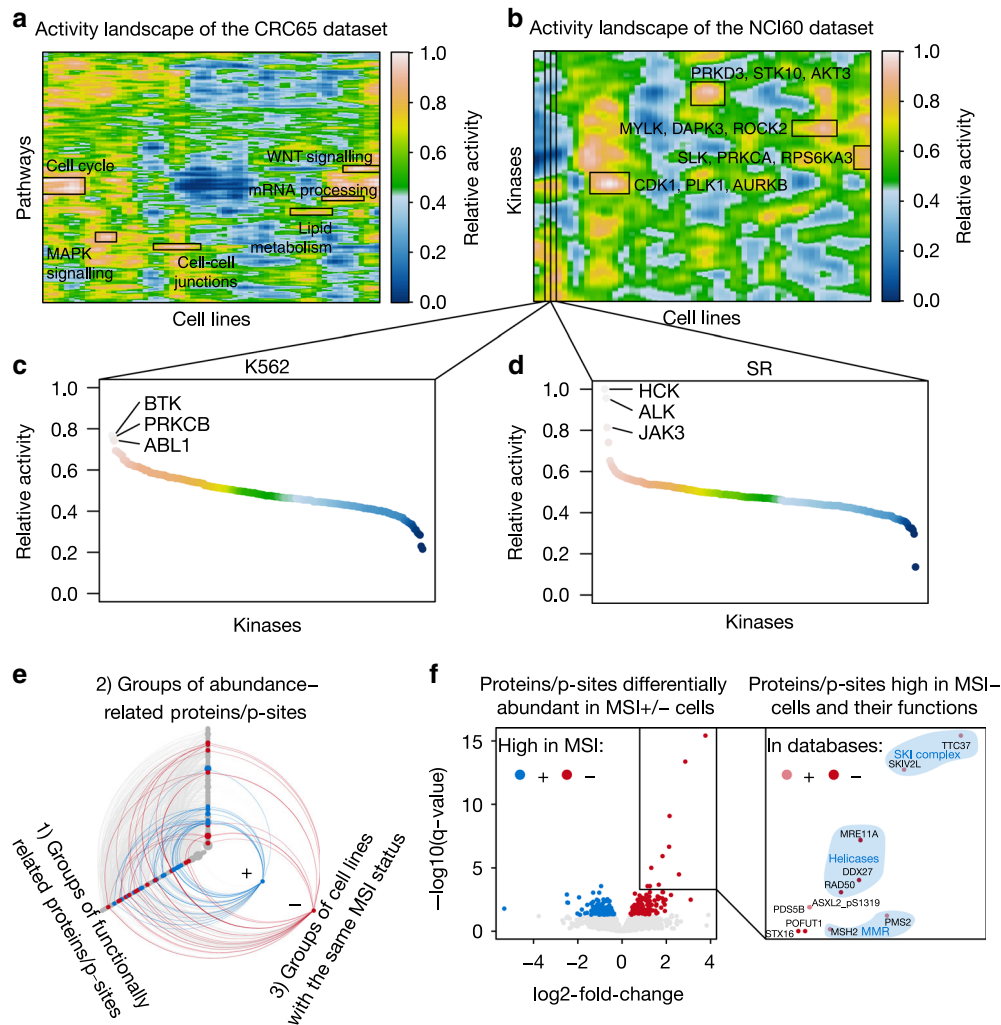 a
Activity landscape of the CRC65 dataset
Pathways
Cell cycle
WNT signalling
mRNA processing
Lipid
metabolism
MAPK
signalling
Cell-cell
junctions
Cell lines
1.0
0.8
0.6
0.4
0.2
0.0
Relative activity
b
Activity landscape of the NCI60 dataset
Kinases
PRKD3, STK10, AKT3
MYLK, DAPK3, ROCK2
SLK, PRKCA, RPS6KA3
CDK1, PLK1, AURKB
Cell lines
1.0
0.8
0.6
0.4
0.2
0.0
Relative activity
c
K562
Relative activity
1.0
0.8
0.6
0.4
0.2
0.0
BTK
PRKCB
ABL1
Kinases
d
SR
Relative activity
1.0
0.8
0.6
0.4
0.2
0.0
HCK
ALK
JAK3
Kinases
e
2) Groups of abundance–
related proteins/p-sites
1) Groups of functionally
related proteins/p–sites
3) Groups of cell lines
with the same MSI status
+
–
f
Proteins/p-sites differentially
abundant in MSI+/– cells
High in MSI:
+ –
–log10(q-value)
15
10
5
0
–4 –2 0 2 4
log2-fold-change
Proteins/p-sites high in MSI–
cells and their functions
In databases:
+ –
TTC37
SKI complex
SKIV2L
MRE11A
Helicases
DDX27
RAD50
ASXL2_pS1319
PDS5B
POFUT1
PMS2
STX16
MSH2
MMR